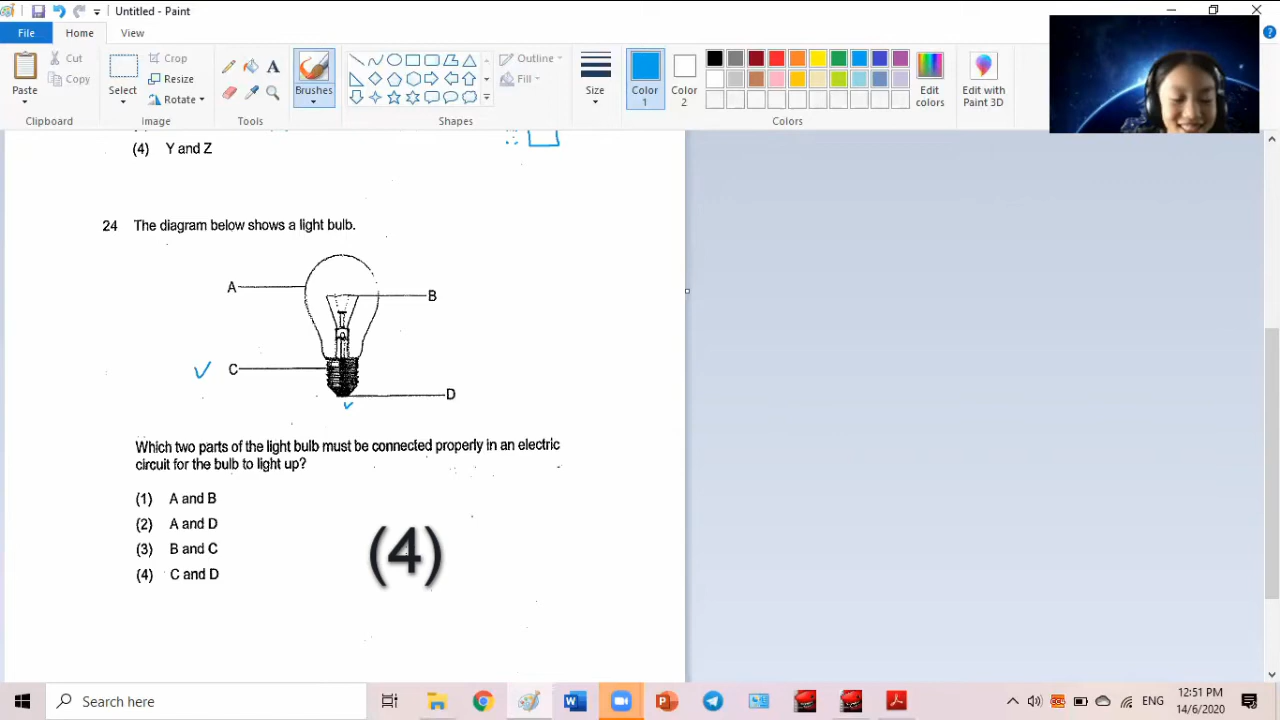 Untitled - Paint
File
Home
View
Paste
Cut
Copy
Clipboard
Select
Crop
Resize
Rotate
Image
Tools
Brushes
Outline
Fill
Shapes
Size
Color 1
Color 2
Edit colors
Edit with Paint 3D
Colors
(4) Y and Z
24 The diagram below shows a light bulb.
A
B
C
D
Which two parts of the light bulb must be connected properly in an electric
circuit for the bulb to light up?
(1) A and B
(2) A and D
(3) B and C
(4) C and D
(4)
Search here
ENG
12:51 PM
14/6/2020